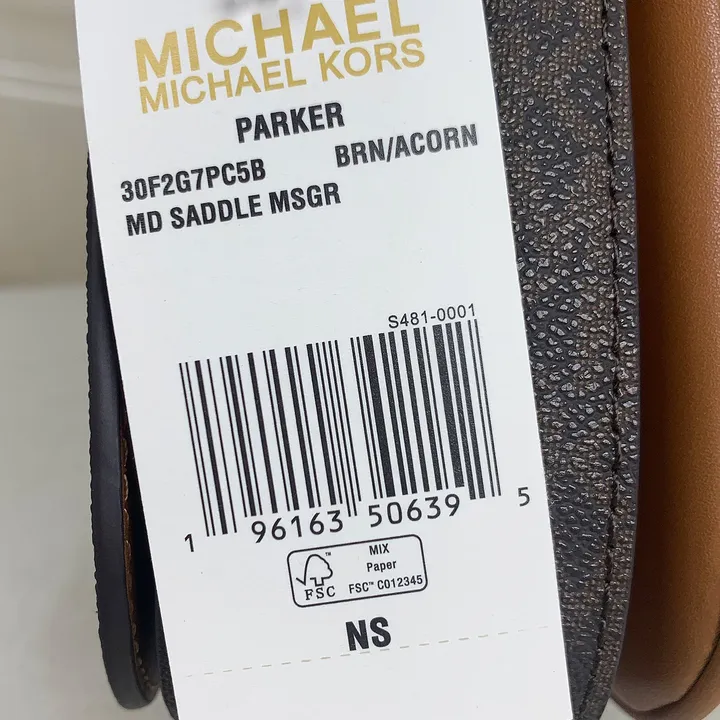 MICHAEL
MICHAEL KORS
PARKER
30F2G7PC5B BRN/ACORN
MD SADDLE MSGR
S481-0001
1 96163 50639 5
FSC™
MIX
Paper
FSC™ C012345
NS